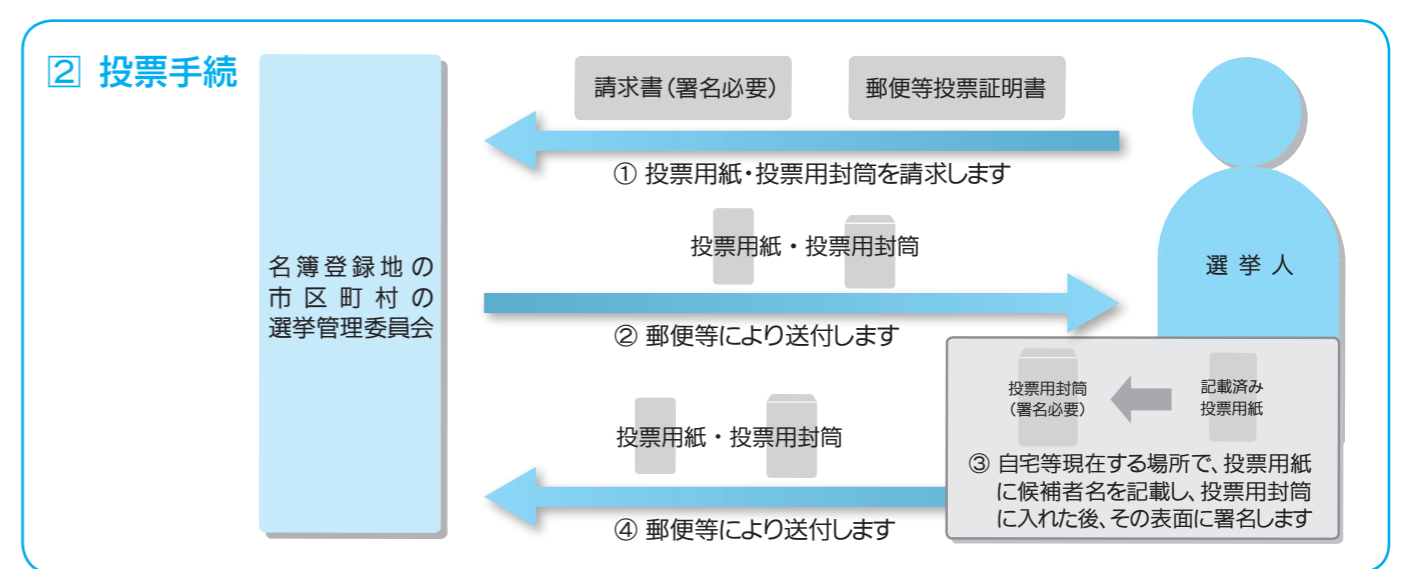 2 投票手続
請求書(署名必要)
郵便等投票証明書
① 投票用紙・投票用封筒を請求します
投票用紙・投票用封筒
名簿登録地の
市区町村の
選挙管理委員会
選挙人
② 郵便等により送付します
投票用封筒
(署名必要)
記載済み
投票用紙
投票用紙・投票用封筒
③ 自宅等現在する場所で、投票用紙
に候補者名を記載し、投票用封筒
に入れた後、その表面に署名します
④ 郵便等により送付します